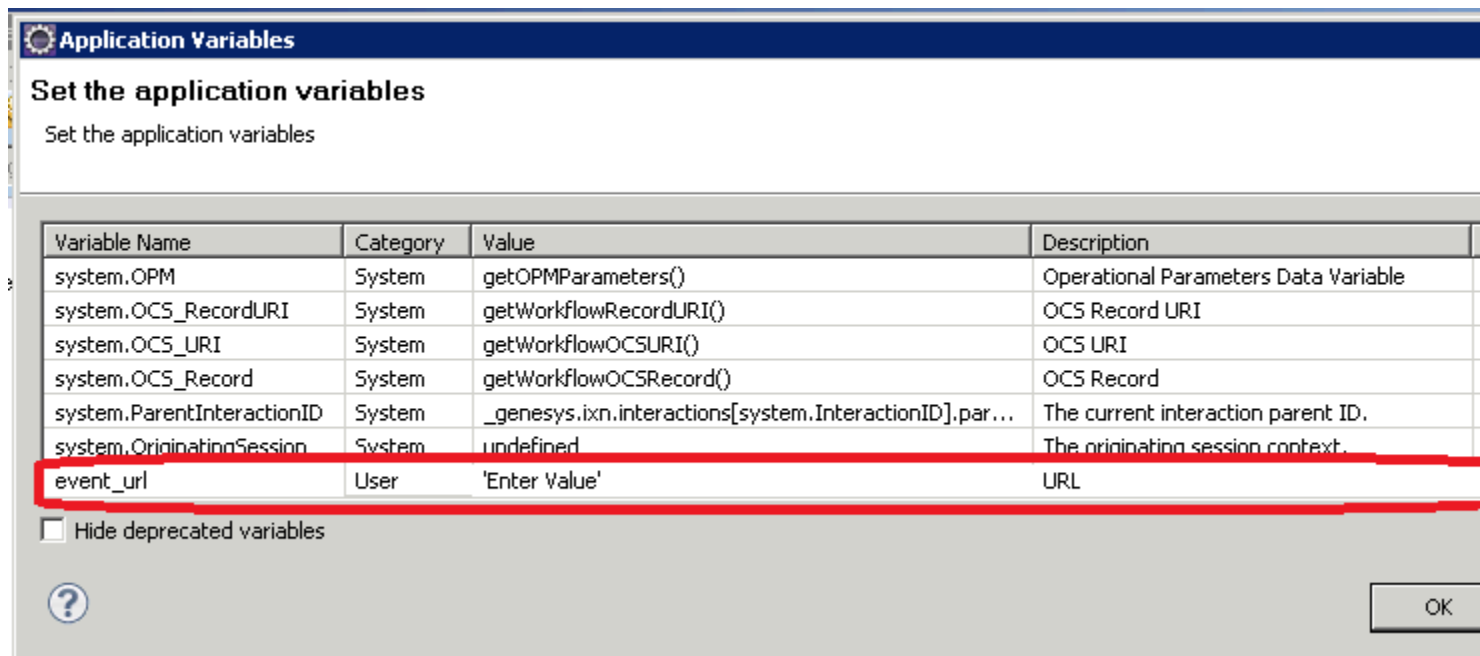 Application Variables
Set the application variables
Set the application variables
Variable Name Category Value Description
system.OPM System getOPMParameters() Operational Parameters Data Variable
system.OCS_RecordURI System getWorkflowRecordURI() OCS Record URI
system.OCS_URI System getWorkflowOCSURI() OCS URI
system.OCS_Record System getWorkflowOCSRecord() OCS Record
system.ParentInteractionID System _genesys.ixn.interactions[system.InteractionID].par... The current interaction parent ID.
system.OriginatingSession System undefined The originating session context.
event_url User 'Enter Value' URL
Hide deprecated variables
?
OK